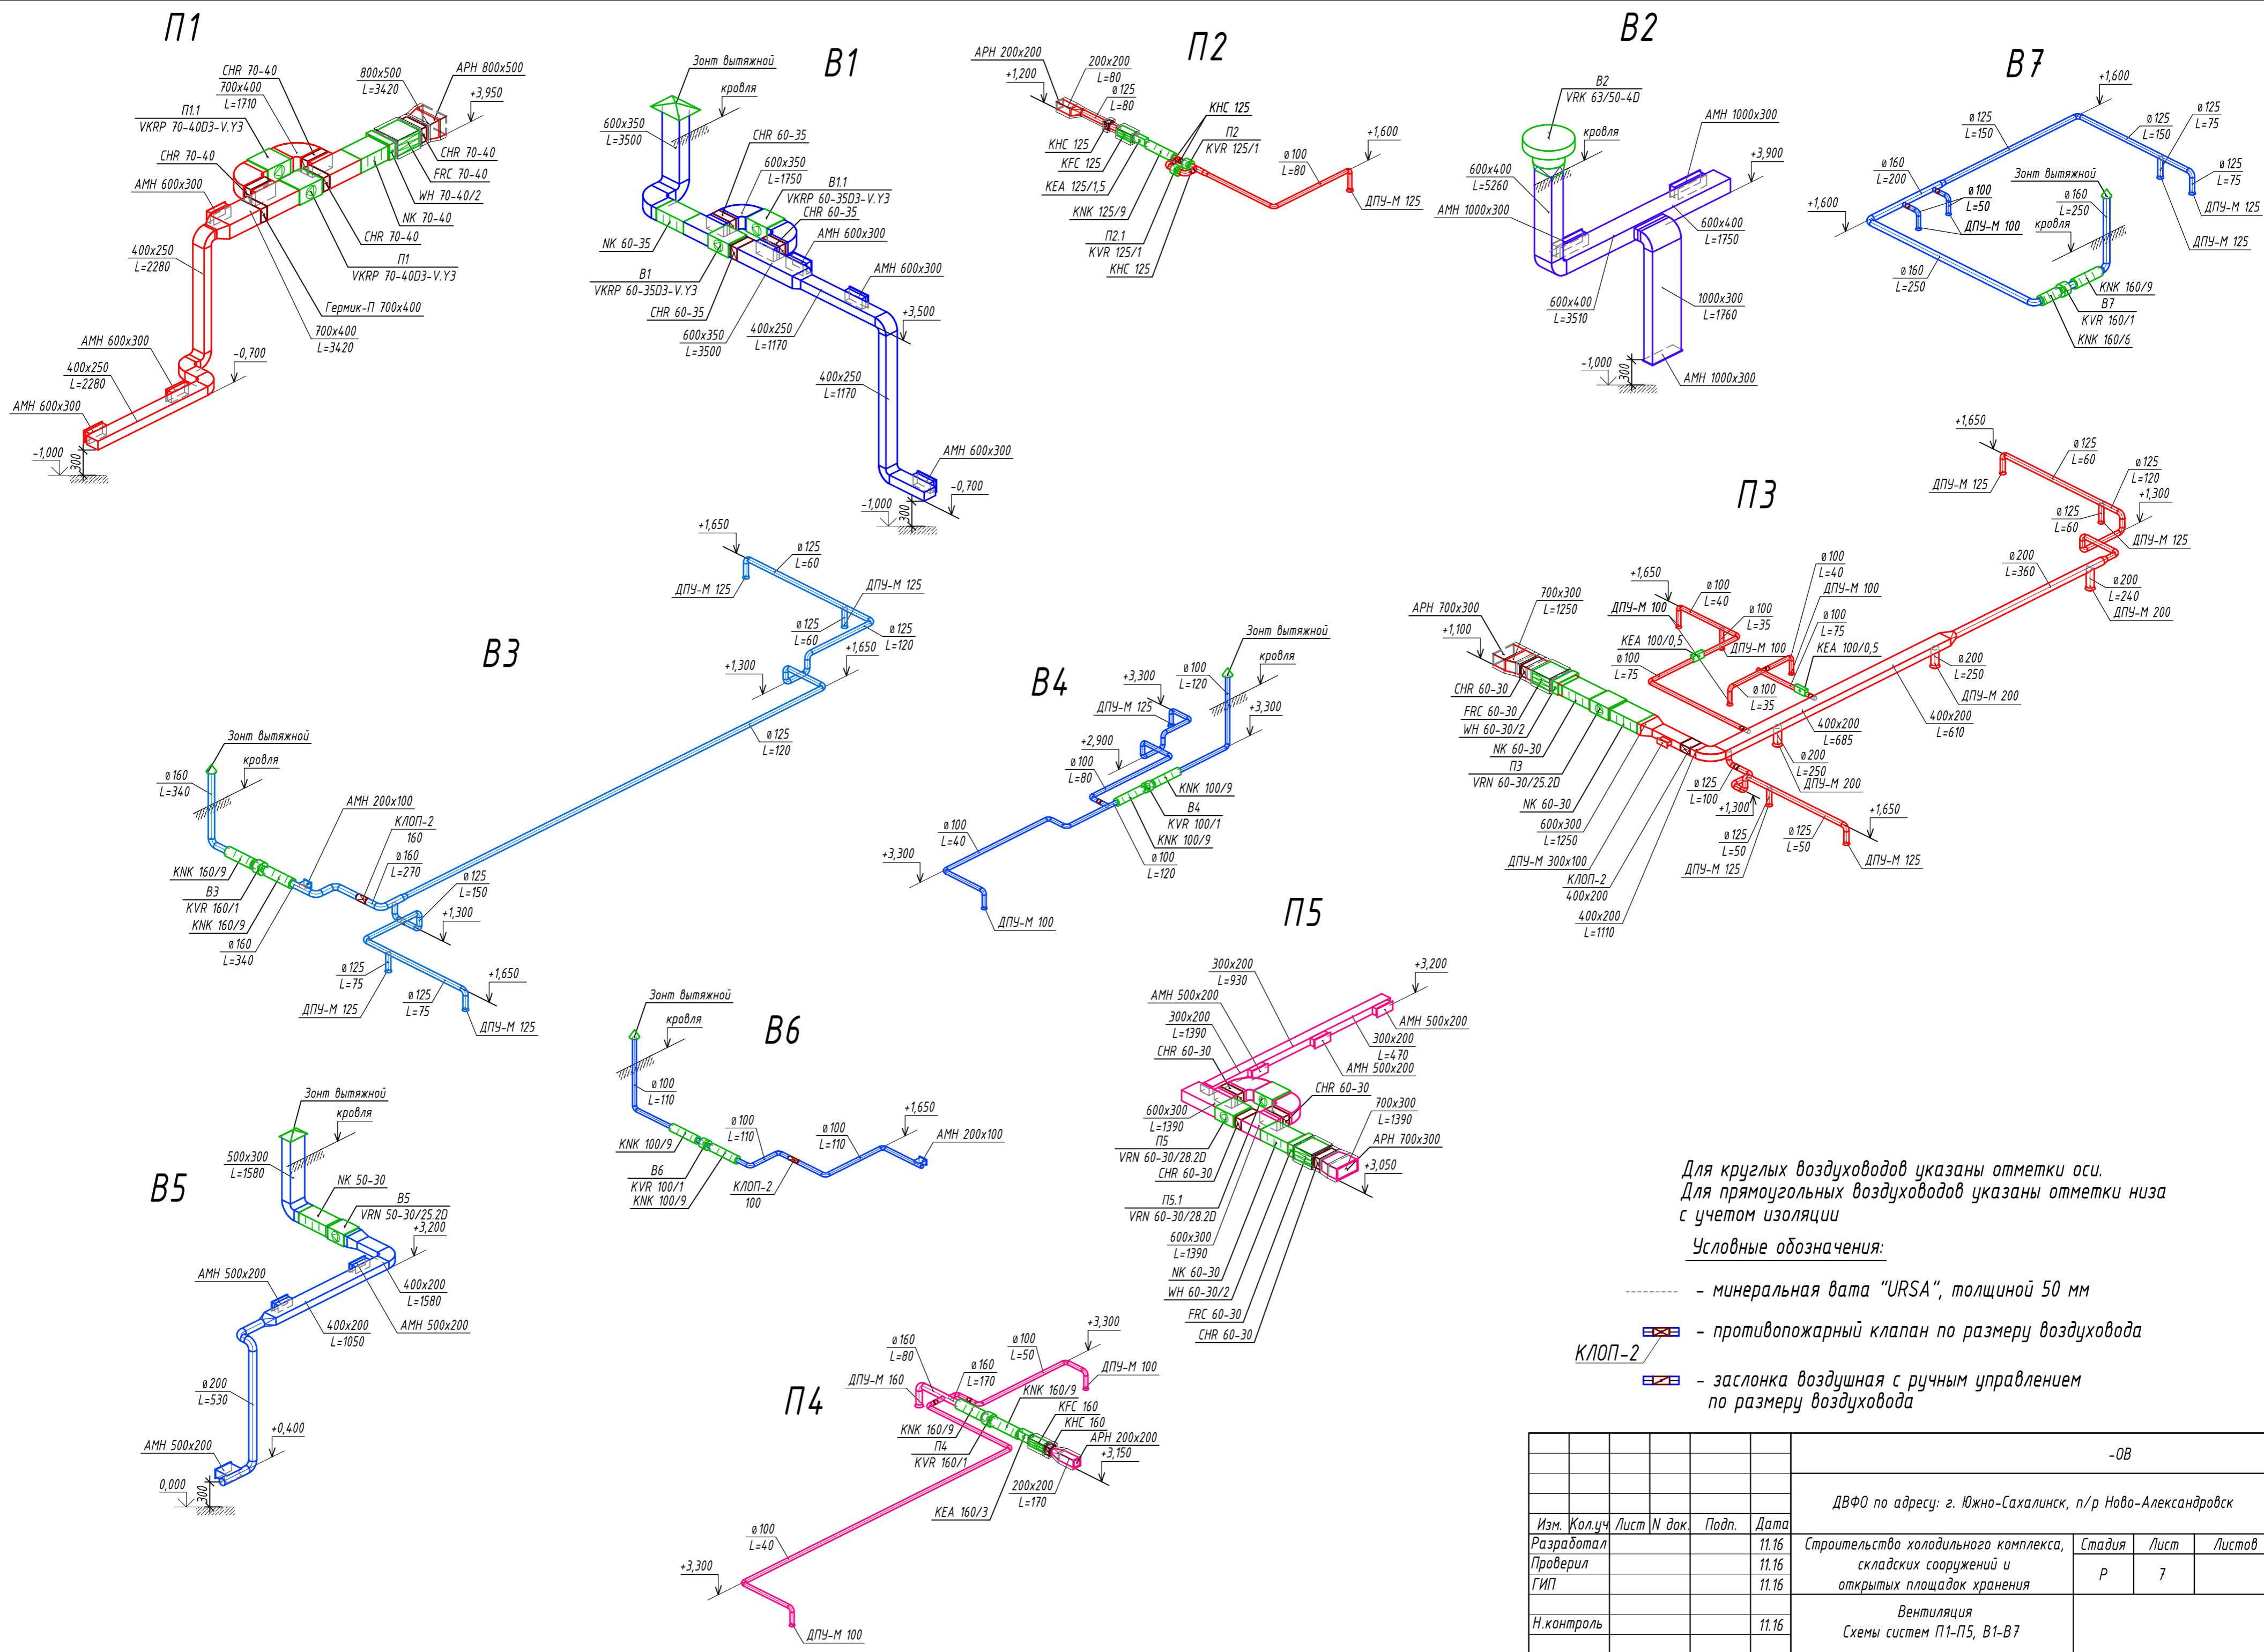 П1
CHR 70-40
700x400
L=1710
800x500
L=3420
АРН 800x500
+3,950
П1.1
VKRP 70-40D3-V.Y3
CHR 70-40
АМН 600x300
CHR 70-40
FRC 70-40
WH 70-40/2
NK 70-40
CHR 70-40
П1
VKRP 70-40D3-V.Y3
Гермик-П 700x400
700x400
L=3420
400x250
L=2280
АМН 600x300
400x250
L=2280
АМН 600x300
-0,700
-1,000
300
В1
Зонт вытяжной
кровля
600x350
L=3500
CHR 60-35
600x350
L=1750
В1.1
VKRP 60-35D3-V.Y3
CHR 60-35
АМН 600x300
NK 60-35
АМН 600x300
В1
VKRP 60-35D3-V.Y3
CHR 60-35
600x350
L=3500
400x250
L=1170
+3,500
400x250
L=1170
АМН 600x300
-0,700
-1,000
300
П2
АРН 200x200
+1,200
200x200
L=80
ø125
L=80
КНС 125
КНС 125
KFC 125
KEA 125/1,5
KNK 125/9
П2
KVR 125/1
П2.1
KVR 125/1
КНС 125
ø100
L=80
+1,600
ДПУ-М 125
В2
В2
VRK 63/50-4D
кровля
АМН 1000x300
+3,900
600x400
L=5260
АМН 1000x300
600x400
L=1750
600x400
L=3510
1000x300
L=1760
-1,000
300
АМН 1000x300
В7
+1,600
ø125
L=150
ø125
L=150
ø125
L=75
ø160
L=200
ø100
L=50
Зонт вытяжной
ø160
L=250
ø125
L=75
+1,600
ДПУ-М 100
кровля
ДПУ-М 125
ДПУ-М 125
ø160
L=250
KNK 160/9
В7
KVR 160/1
KNK 160/6
П3
+1,650
ø125
L=60
ДПУ-М 125
ø125
L=120
+1,300
ø125
L=60
ДПУ-М 125
ø200
L=360
ø200
L=240
ДПУ-М 200
ø100
L=40
ДПУ-М 100
ø100
L=75
KEA 100/0,5
+1,650
ø100
L=40
ДПУ-М 100
ø100
L=35
KEA 100/0,5
ДПУ-М 100
ø100
L=75
ø100
L=35
АРН 700x300
700x300
L=1250
+1,100
CHR 60-30
FRC 60-30
WH 60-30/2
NK 60-30
П3
VRN 60-30/25.2D
NK 60-30
600x300
L=1250
ДПУ-М 300x100
КЛОП-2
400x200
400x200
L=1110
ø200
L=250
ДПУ-М 200
400x200
L=610
400x200
L=685
ø200
L=250
ДПУ-М 200
ø125
L=100
+1,300
ø125
L=50
ДПУ-М 125
ø125
L=50
+1,650
ДПУ-М 125
В3
+1,650
ø125
L=60
ДПУ-М 125
ДПУ-М 125
ø125
L=60
ø125
L=120
+1,300
+1,650
ø125
L=120
Зонт вытяжной
кровля
ø160
L=340
АМН 200x100
КЛОП-2
160
ø160
L=270
KNK 160/9
В3
KVR 160/1
KNK 160/9
ø160
L=340
ø125
L=150
+1,300
ø125
L=75
ДПУ-М 125
ø125
L=75
+1,650
ДПУ-М 125
В4
Зонт вытяжной
кровля
ø100
L=120
+3,300
ДПУ-М 125
+3,300
+2,900
ø100
L=80
KNK 100/9
В4
KVR 100/1
KNK 100/9
ø100
L=120
ø100
L=40
+3,300
ДПУ-М 100
П5
300x200
L=930
+3,200
АМН 500x200
300x200
L=1390
CHR 60-30
АМН 500x200
300x200
L=470
АМН 500x200
CHR 60-30
700x300
L=1390
АРН 700x300
+3,050
600x300
L=1390
П5
VRN 60-30/28.2D
CHR 60-30
П5.1
VRN 60-30/28.2D
600x300
L=1390
NK 60-30
WH 60-30/2
FRC 60-30
CHR 60-30
В6
Зонт вытяжной
кровля
ø100
L=110
KNK 100/9
В6
KVR 100/1
KNK 100/9
ø100
L=110
КЛОП-2
100
ø100
L=110
+1,650
АМН 200x100
В5
Зонт вытяжной
кровля
500x300
L=1580
NK 50-30
В5
VRN 50-30/25.2D
+3,200
АМН 500x200
400x200
L=1580
АМН 500x200
400x200
L=1050
ø200
L=530
+0,400
АМН 500x200
0,000
300
П4
+3,300
ø160
L=80
ø100
L=50
ø160
L=170
ДПУ-М 160
ДПУ-М 100
KNK 160/9
KFC 160
КНС 160
KNK 160/9
П4
KVR 160/1
АРН 200x200
+3,150
200x200
L=170
KEA 160/3
ø100
L=40
+3,300
ДПУ-М 100
Для круглых воздуховодов указаны отметки оси.
Для прямоугольных воздуховодов указаны отметки низа
с учетом изоляции
Условные обозначения:
- минеральная вата "URSA", толщиной 50 мм
- противопожарный клапан по размеру воздуховода
КЛОП-2
- заслонка воздушная с ручным управлением
по размеру воздуховода
-ОВ
ДВФО по адресу: г. Южно-Сахалинск, п/р Ново-Александровск
Изм. Кол.уч Лист N док. Подп. Дата
Разработал 11.16
Проверил 11.16
ГИП 11.16
Н.контроль 11.16
Строительство холодильного комплекса,
складских сооружений и
открытых площадок хранения
Стадия Лист Листов
Р 7
Вентиляция
Схемы систем П1-П5, В1-В7